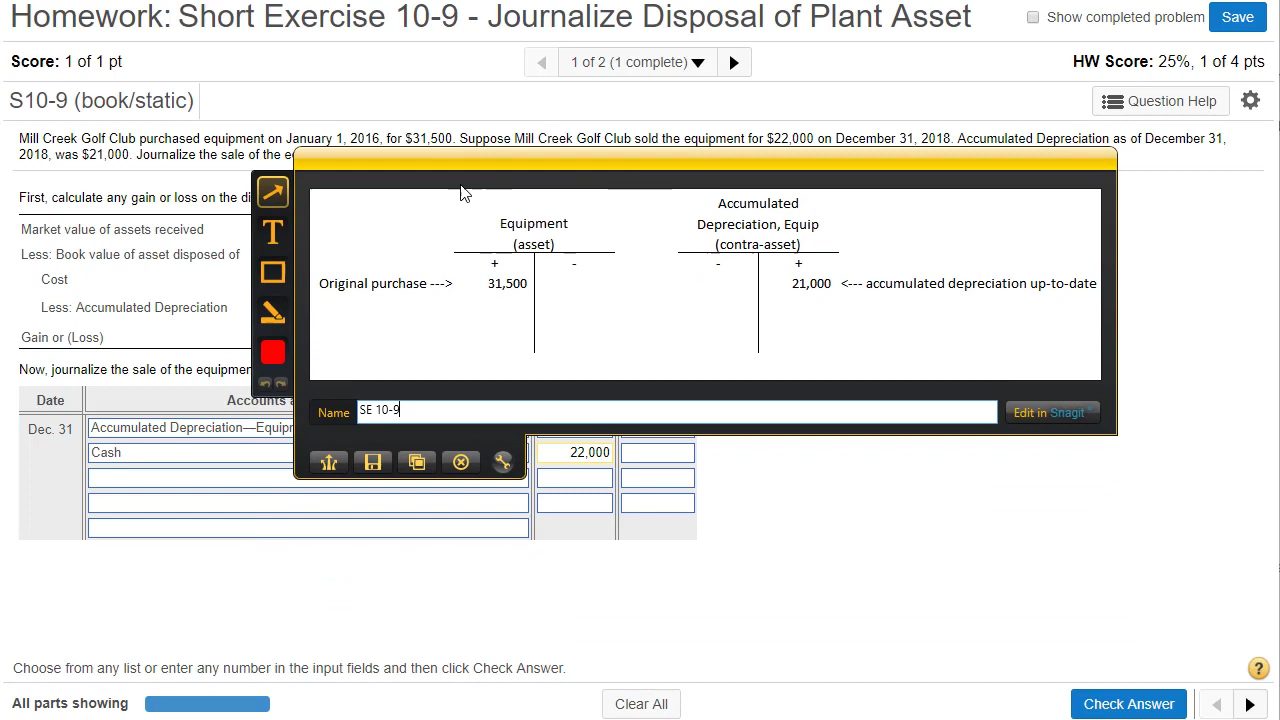 Homework: Short Exercise 10-9 - Journalize Disposal of Plant Asset
Show completed problem
Save
Score: 1 of 1 pt
1 of 2 (1 complete)
HW Score: 25%, 1 of 4 pts
S10-9 (book/static)
Question Help
Mill Creek Golf Club purchased equipment on January 1, 2016, for $31,500. Suppose Mill Creek Golf Club sold the equipment for $22,000 on December 31, 2018. Accumulated Depreciation as of December 31,
2018, was $21,000. Journalize the sale of the e
First, calculate any gain or loss on the di
Market value of assets received
Less: Book value of asset disposed of
Cost
Less: Accumulated Depreciation
Gain or (Loss)
Now, journalize the sale of the equipmen
Date
Accounts a
Dec. 31
Accumulated Depreciation—Equipr
Cash
22,000
T
Equipment
(asset)
+
-
Original purchase --->
31,500
Accumulated
Depreciation, Equip
(contra-asset)
-
+
21,000
<--- accumulated depreciation up-to-date
Name
SE 10-9
Edit in Snagit
Choose from any list or enter any number in the input fields and then click Check Answer.
?
All parts showing
Clear All
Check Answer